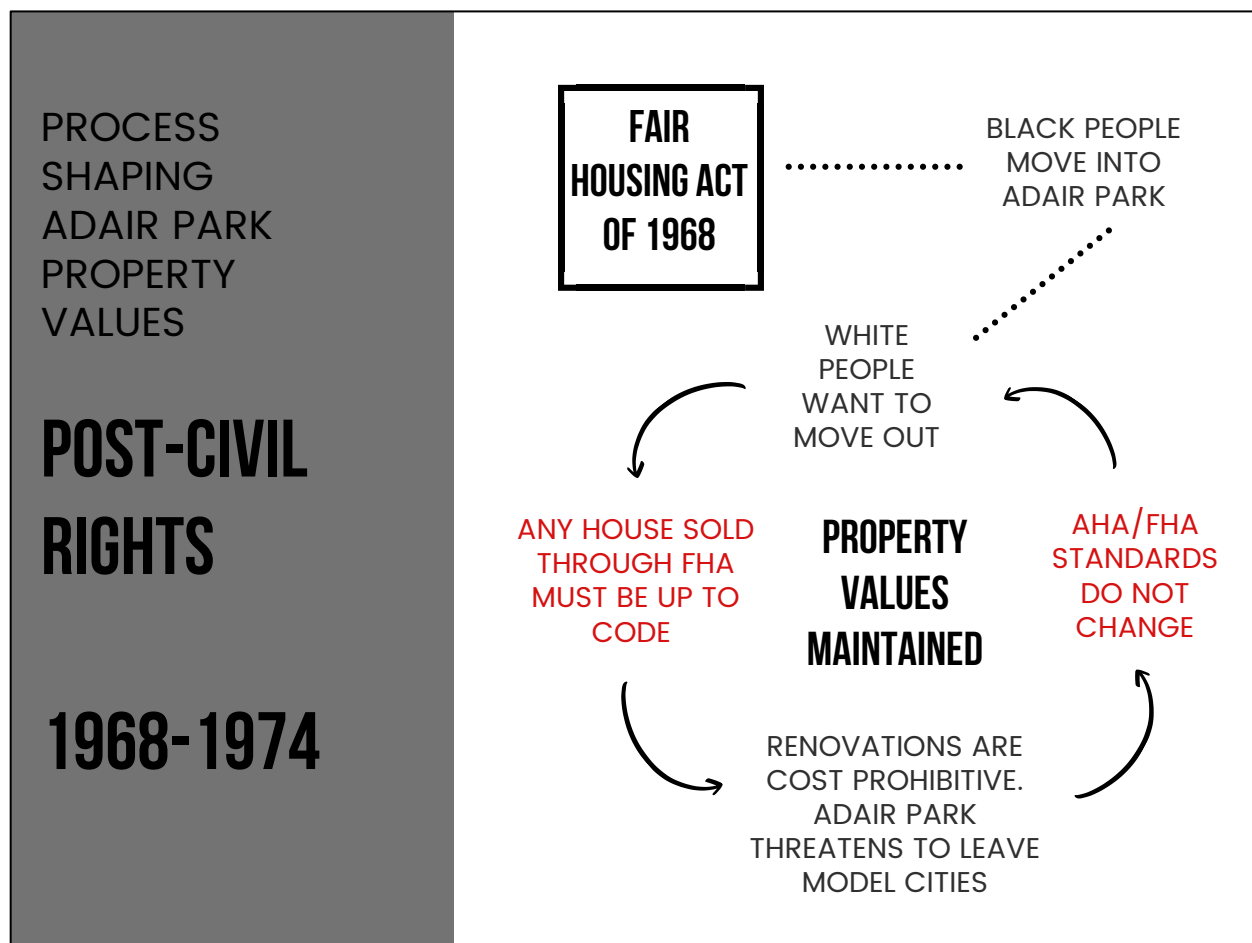 PROCESS
SHAPING
ADAIR PARK
PROPERTY
VALUES
POST-CIVIL
RIGHTS
1968-1974
FAIR
HOUSING ACT
OF 1968
BLACK PEOPLE
MOVE INTO
ADAIR PARK
WHITE
PEOPLE
WANT TO
MOVE OUT
ANY HOUSE SOLD
THROUGH FHA
MUST BE UP TO
CODE
PROPERTY
VALUES
MAINTAINED
AHA/FHA
STANDARDS
DO NOT
CHANGE
RENOVATIONS ARE
COST PROHIBITIVE.
ADAIR PARK
THREATENS TO LEAVE
MODEL CITIES